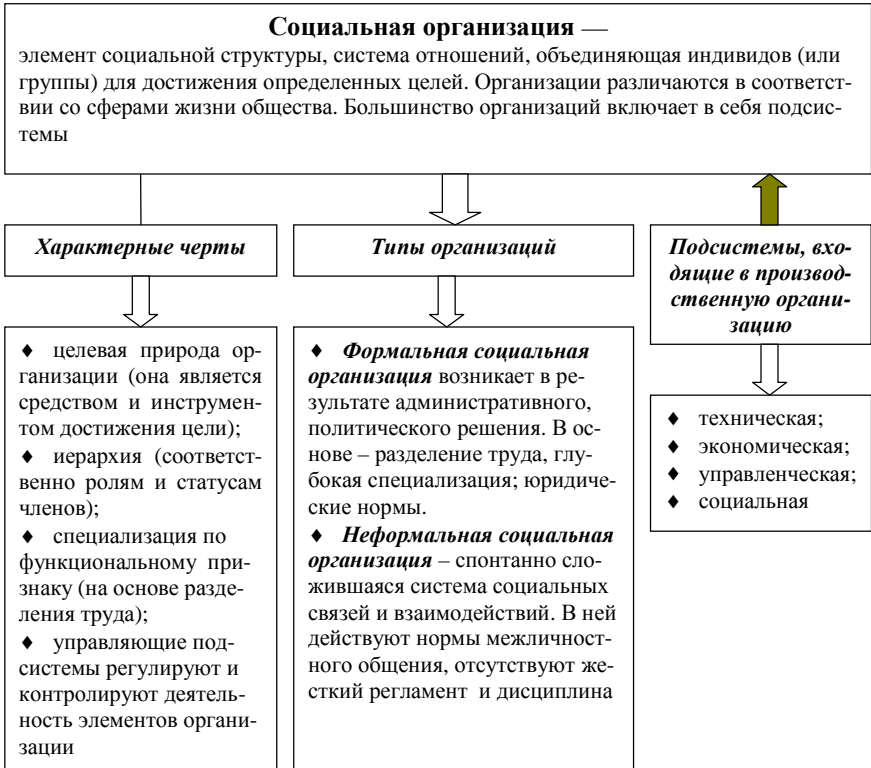 Социальная организация —
элемент социальной структуры, система отношений, объединяющая индивидов (или
группы) для достижения определенных целей. Организации различаются в соответст-
вии со сферами жизни общества. Большинство организаций включает в себя подсис-
темы
Характерные черты
♦ целевая природа ор-
ганизации (она является
средством и инструмен-
том достижения цели);
♦ иерархия (соответст-
венно ролям и статусам
членов);
♦ специализация по
функциональному при-
знаку (на основе разде-
ления труда);
♦ управляющие под-
системы регулируют и
контролируют деятель-
ность элементов органи-
зации
Типы организаций
♦ Формальная социальная
организация возникает в ре-
зультате административного,
политического решения. В ос-
нове – разделение труда, глу-
бокая специализация; юридиче-
ские нормы.
♦ Неформальная социальная
организация – спонтанно сло-
жившаяся система социальных
связей и взаимодействий. В ней
действуют нормы межличност-
ного общения, отсутствуют же-
сткий регламент и дисциплина
Подсистемы, вхо-
дящие в производ-
ственную органи-
зацию
♦ техническая;
♦ экономическая;
♦ управленческая;
♦ социальная